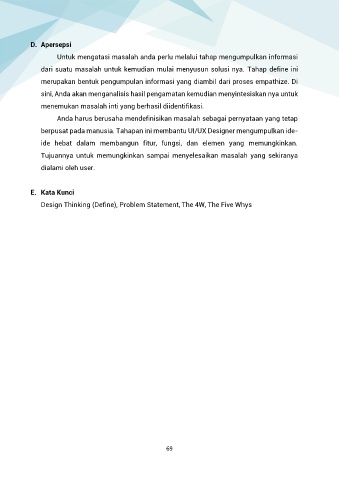 D. Apersepsi
Untuk mengatasi masalah anda perlu melalui tahap mengumpulkan informasi
dari suatu masalah untuk kemudian mulai menyusun solusi nya. Tahap define ini
merupakan bentuk pengumpulan informasi yang diambil dari proses empathize. Di
sini, Anda akan menganalisis hasil pengamatan kemudian menyintesiskan nya untuk
menemukan masalah inti yang berhasil diidentifikasi.
Anda harus berusaha mendefinisikan masalah sebagai pernyataan yang tetap
berpusat pada manusia. Tahapan ini membantu UI/UX Designer mengumpulkan ide-
ide hebat dalam membangun fitur, fungsi, dan elemen yang memungkinkan.
Tujuannya untuk memungkinkan sampai menyelesaikan masalah yang sekiranya
dialami oleh user.
E. Kata Kunci
Design Thinking (Define), Problem Statement, The 4W, The Five Whys
69